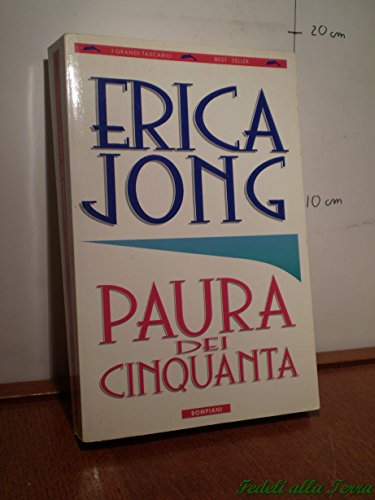 I GRANDI TASCABILI BEST SELLER
20 cm
ERICA
JONG
10 cm
PAURA
DEI
CINQUANTA
BOMPIANI
Fedeli alla Terra